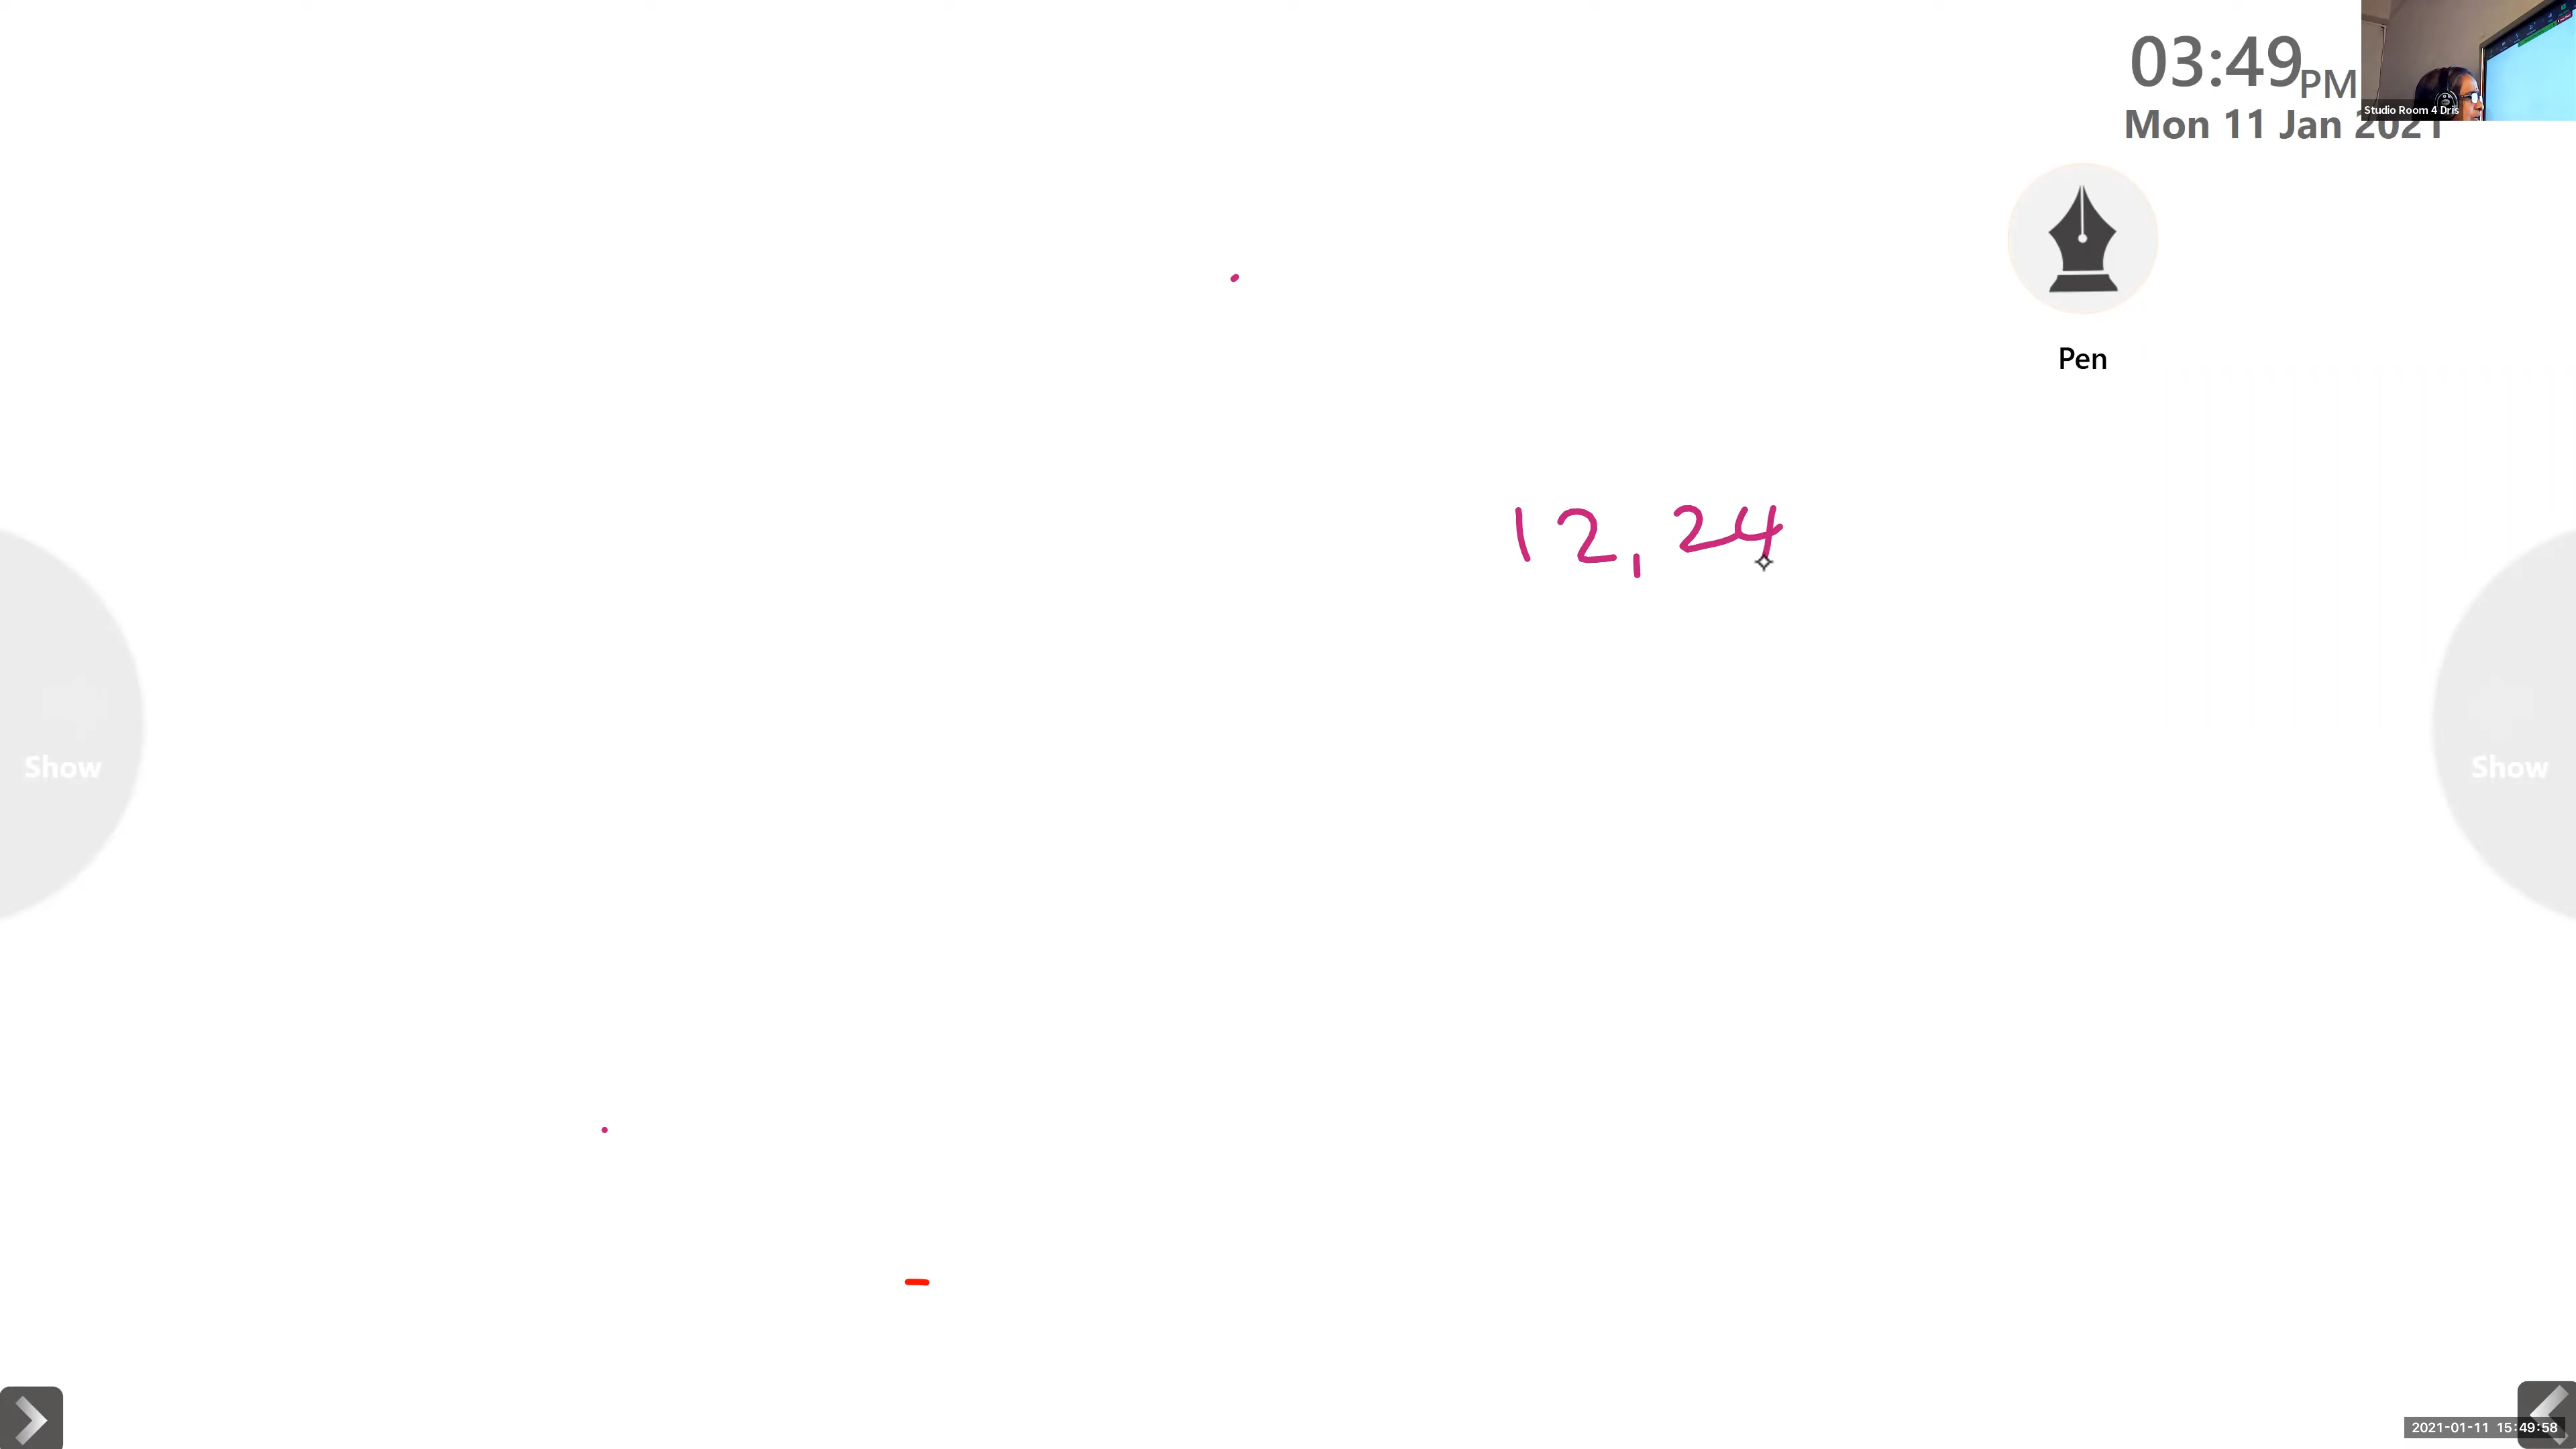 03:49PM
Mon 11 Jan 2021
Studio Room 4 Dris
Pen
12,24
Show
Show
2021-01-11 15:49:58